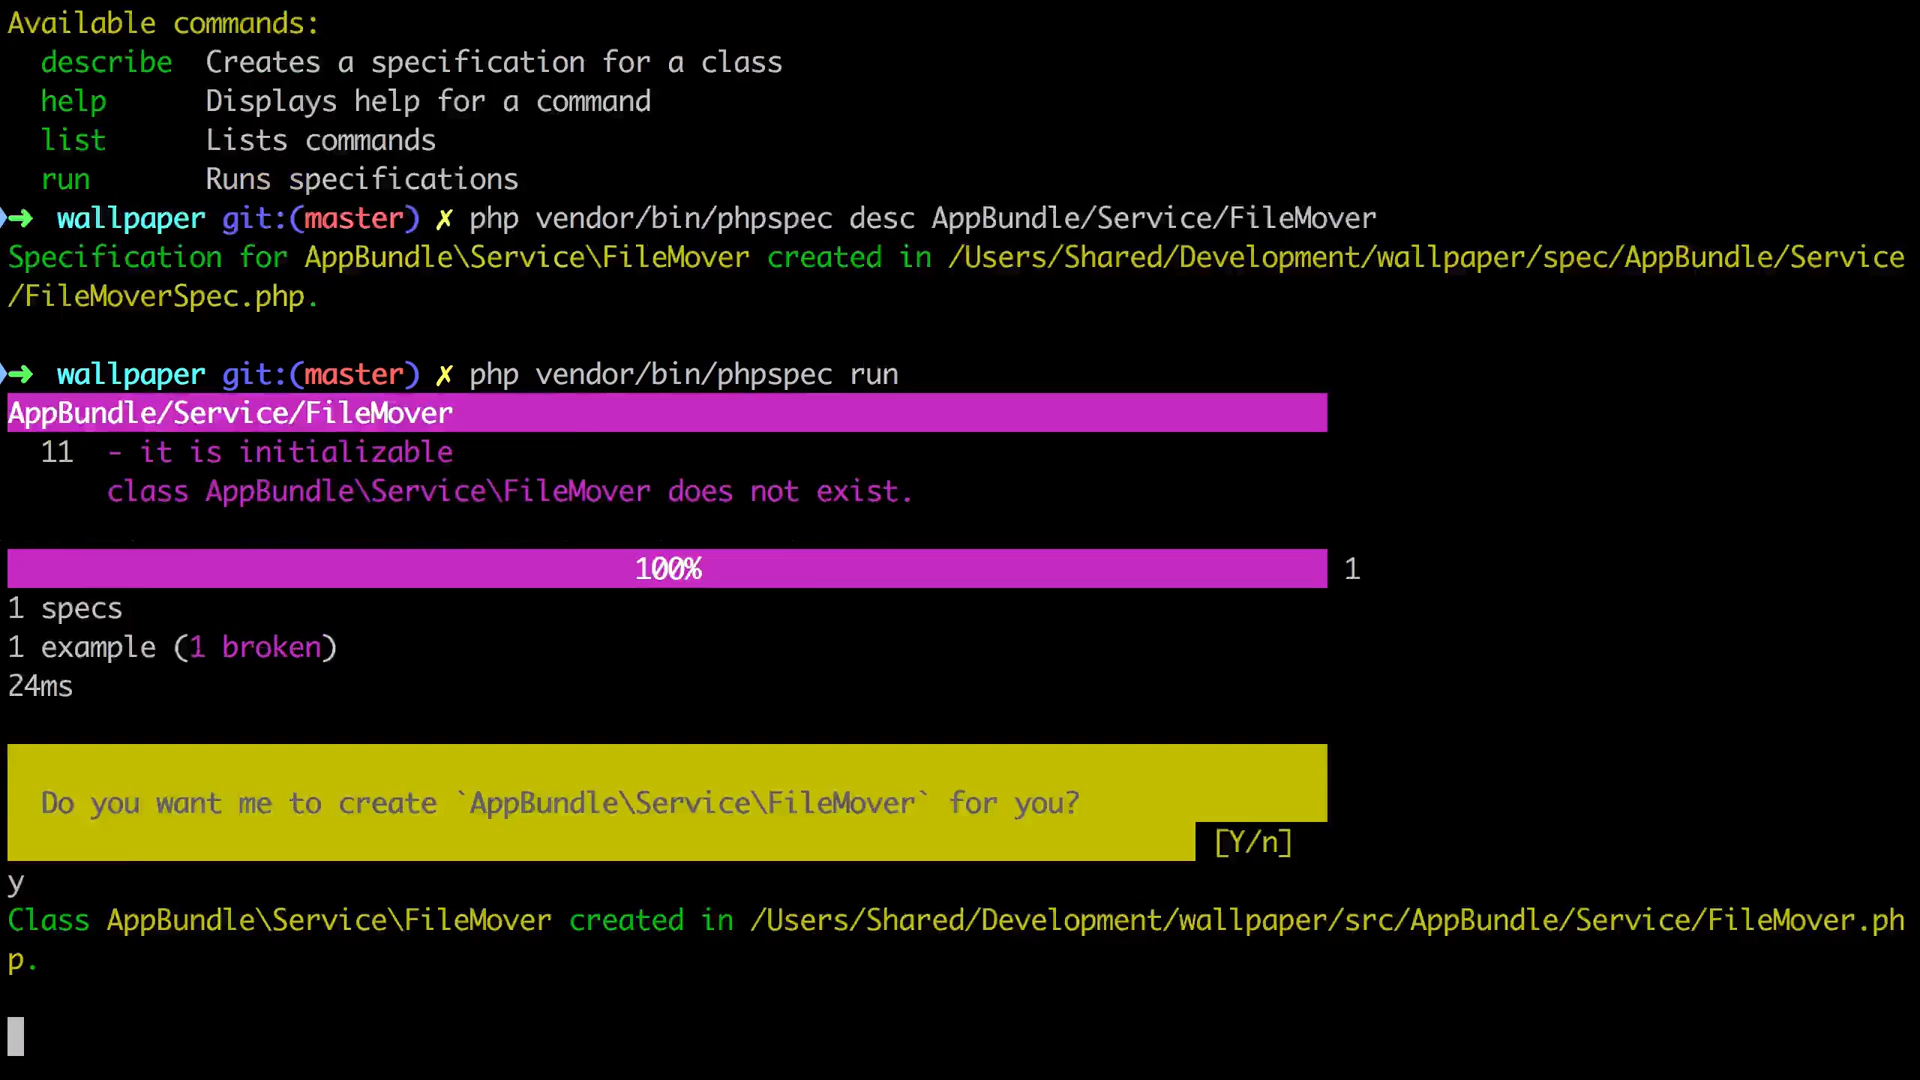 Available commands:
  describe  Creates a specification for a class
  help      Displays help for a command
  list      Lists commands
  run       Runs specifications
➜  wallpaper git:(master) ✗ php vendor/bin/phpspec desc AppBundle/Service/FileMover
Specification for AppBundle\Service\FileMover created in /Users/Shared/Development/wallpaper/spec/AppBundle/Service
/FileMoverSpec.php.
➜  wallpaper git:(master) ✗ php vendor/bin/phpspec run
AppBundle/Service/FileMover
  11  - it is initializable
      class AppBundle\Service\FileMover does not exist.
100% 1
1 specs
1 example (1 broken)
24ms
Do you want me to create `AppBundle\Service\FileMover` for you?
[Y/n]
y
Class AppBundle\Service\FileMover created in /Users/Shared/Development/wallpaper/src/AppBundle/Service/FileMover.ph
p.